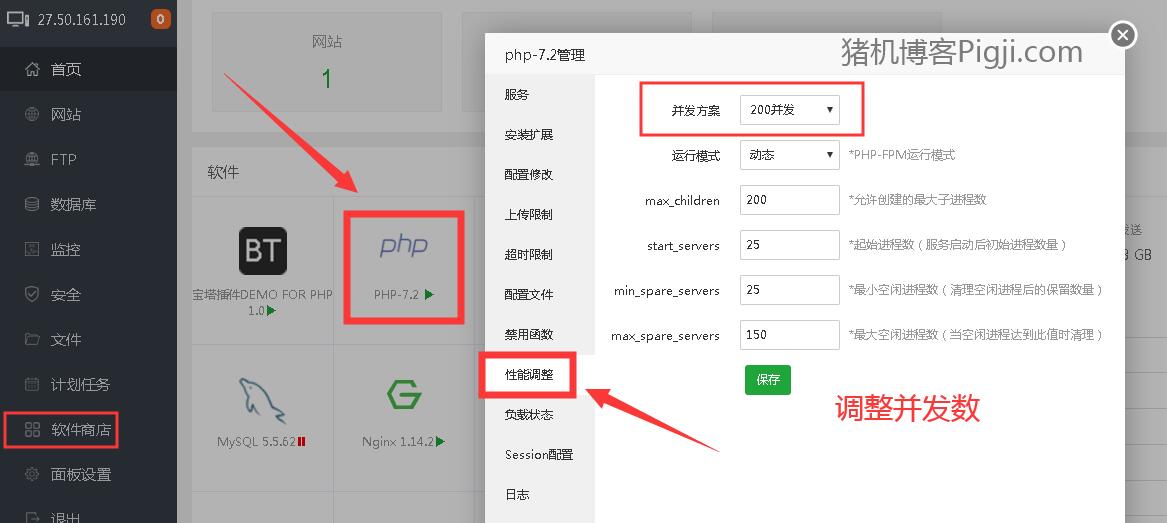 27.50.161.190
0
首页
网站
FTP
数据库
监控
安全
文件
计划任务
软件商店
面板设置
退出
网站
1
软件
BT
宝塔插件DEMO FOR PHP
1.0
php
PHP-7.2
MySQL 5.5.62
Nginx 1.14.2
php-7.2管理
猪机博客Pigji.com
服务
安装扩展
配置修改
上传限制
超时限制
配置文件
禁用函数
性能调整
负载状态
Session配置
日志
并发方案 200并发
运行模式 动态 *PHP-FPM运行模式
max_children 200 *允许创建的最大子进程数
start_servers 25 *起始进程数（服务启动后初始进程数量）
min_spare_servers 25 *最小空闲进程数（清理空闲进程后的保留数量）
max_spare_servers 150 *最大空闲进程数（当空闲进程达到此值时清理）
保存
调整并发数
GB